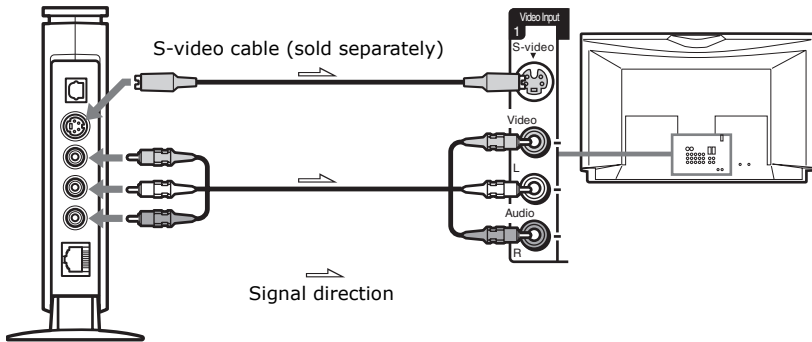 Video Input
1
S-video
S-video cable (sold separately)
Video
L
Audio
R
Signal direction